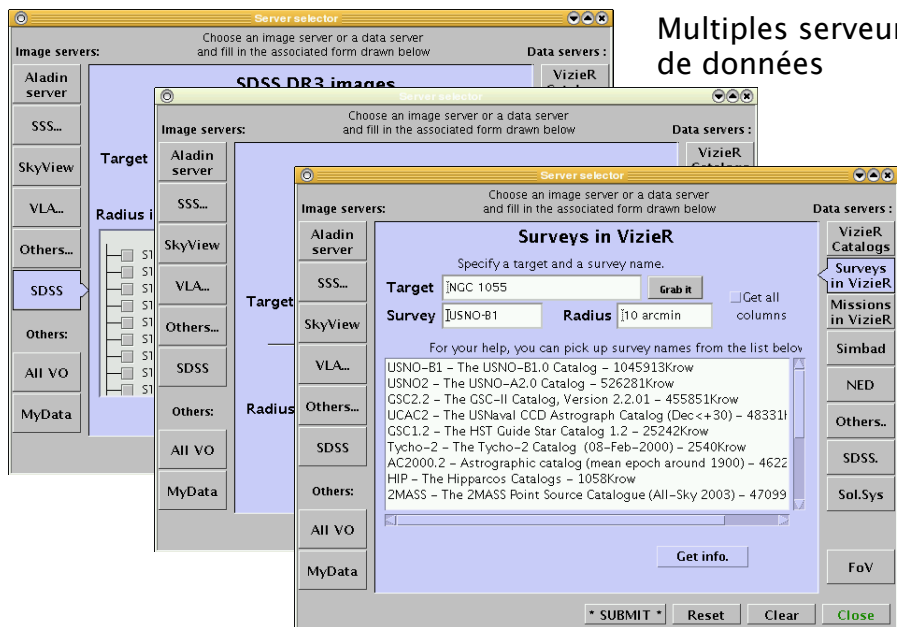 Multiples serveur
de données
Server selector
Choose an image server or a data server
and fill in the associated form drawn below
Image servers:
Data servers :
Aladin
server
SSS...
SkyView
VLA...
Others...
SDSS
Others:
All VO
MyData
SDSS DR3 images
VizieR
Target
Radius i
Server selector
Choose an image server or a data server
and fill in the associated form drawn below
Image servers:
Data servers :
Aladin
server
SSS...
SkyView
VLA...
Others...
SDSS
Others:
All VO
MyData
VizieR
Catalogs
Target
Radius
Server selector
Choose an image server or a data server
and fill in the associated form drawn below
Image servers:
Data servers :
Aladin
server
SSS...
SkyView
VLA...
Others...
SDSS
Others:
All VO
MyData
Surveys in VizieR
Specify a target and a survey name.
Target NGC 1055 Grab it
Survey USNO-B1 Radius 10 arcmin
Get all
columns
For your help, you can pick up survey names from the list below
USNO-B1 - The USNO-B1.0 Catalog - 1045913Krow
USNO2 - The USNO-A2.0 Catalog - 526281Krow
GSC2.2 - The GSC-II Catalog, Version 2.2.01 - 455851Krow
UCAC2 - The USNaval CCD Astrograph Catalog (Dec<+30) - 48331
GSC1.2 - The HST Guide Star Catalog 1.2 - 25242Krow
Tycho-2 - The Tycho-2 Catalog (08-Feb-2000) - 2540Krow
AC2000.2 - Astrographic catalog (mean epoch around 1900) - 4622
HIP - The Hipparcos Catalogs - 1058Krow
2MASS - The 2MASS Point Source Catalogue (All-Sky 2003) - 47099
Get info.
VizieR
Catalogs
Surveys
in VizieR
Missions
in VizieR
Simbad
NED
Others..
SDSS.
Sol.Sys
FoV
* SUBMIT * Reset Clear Close